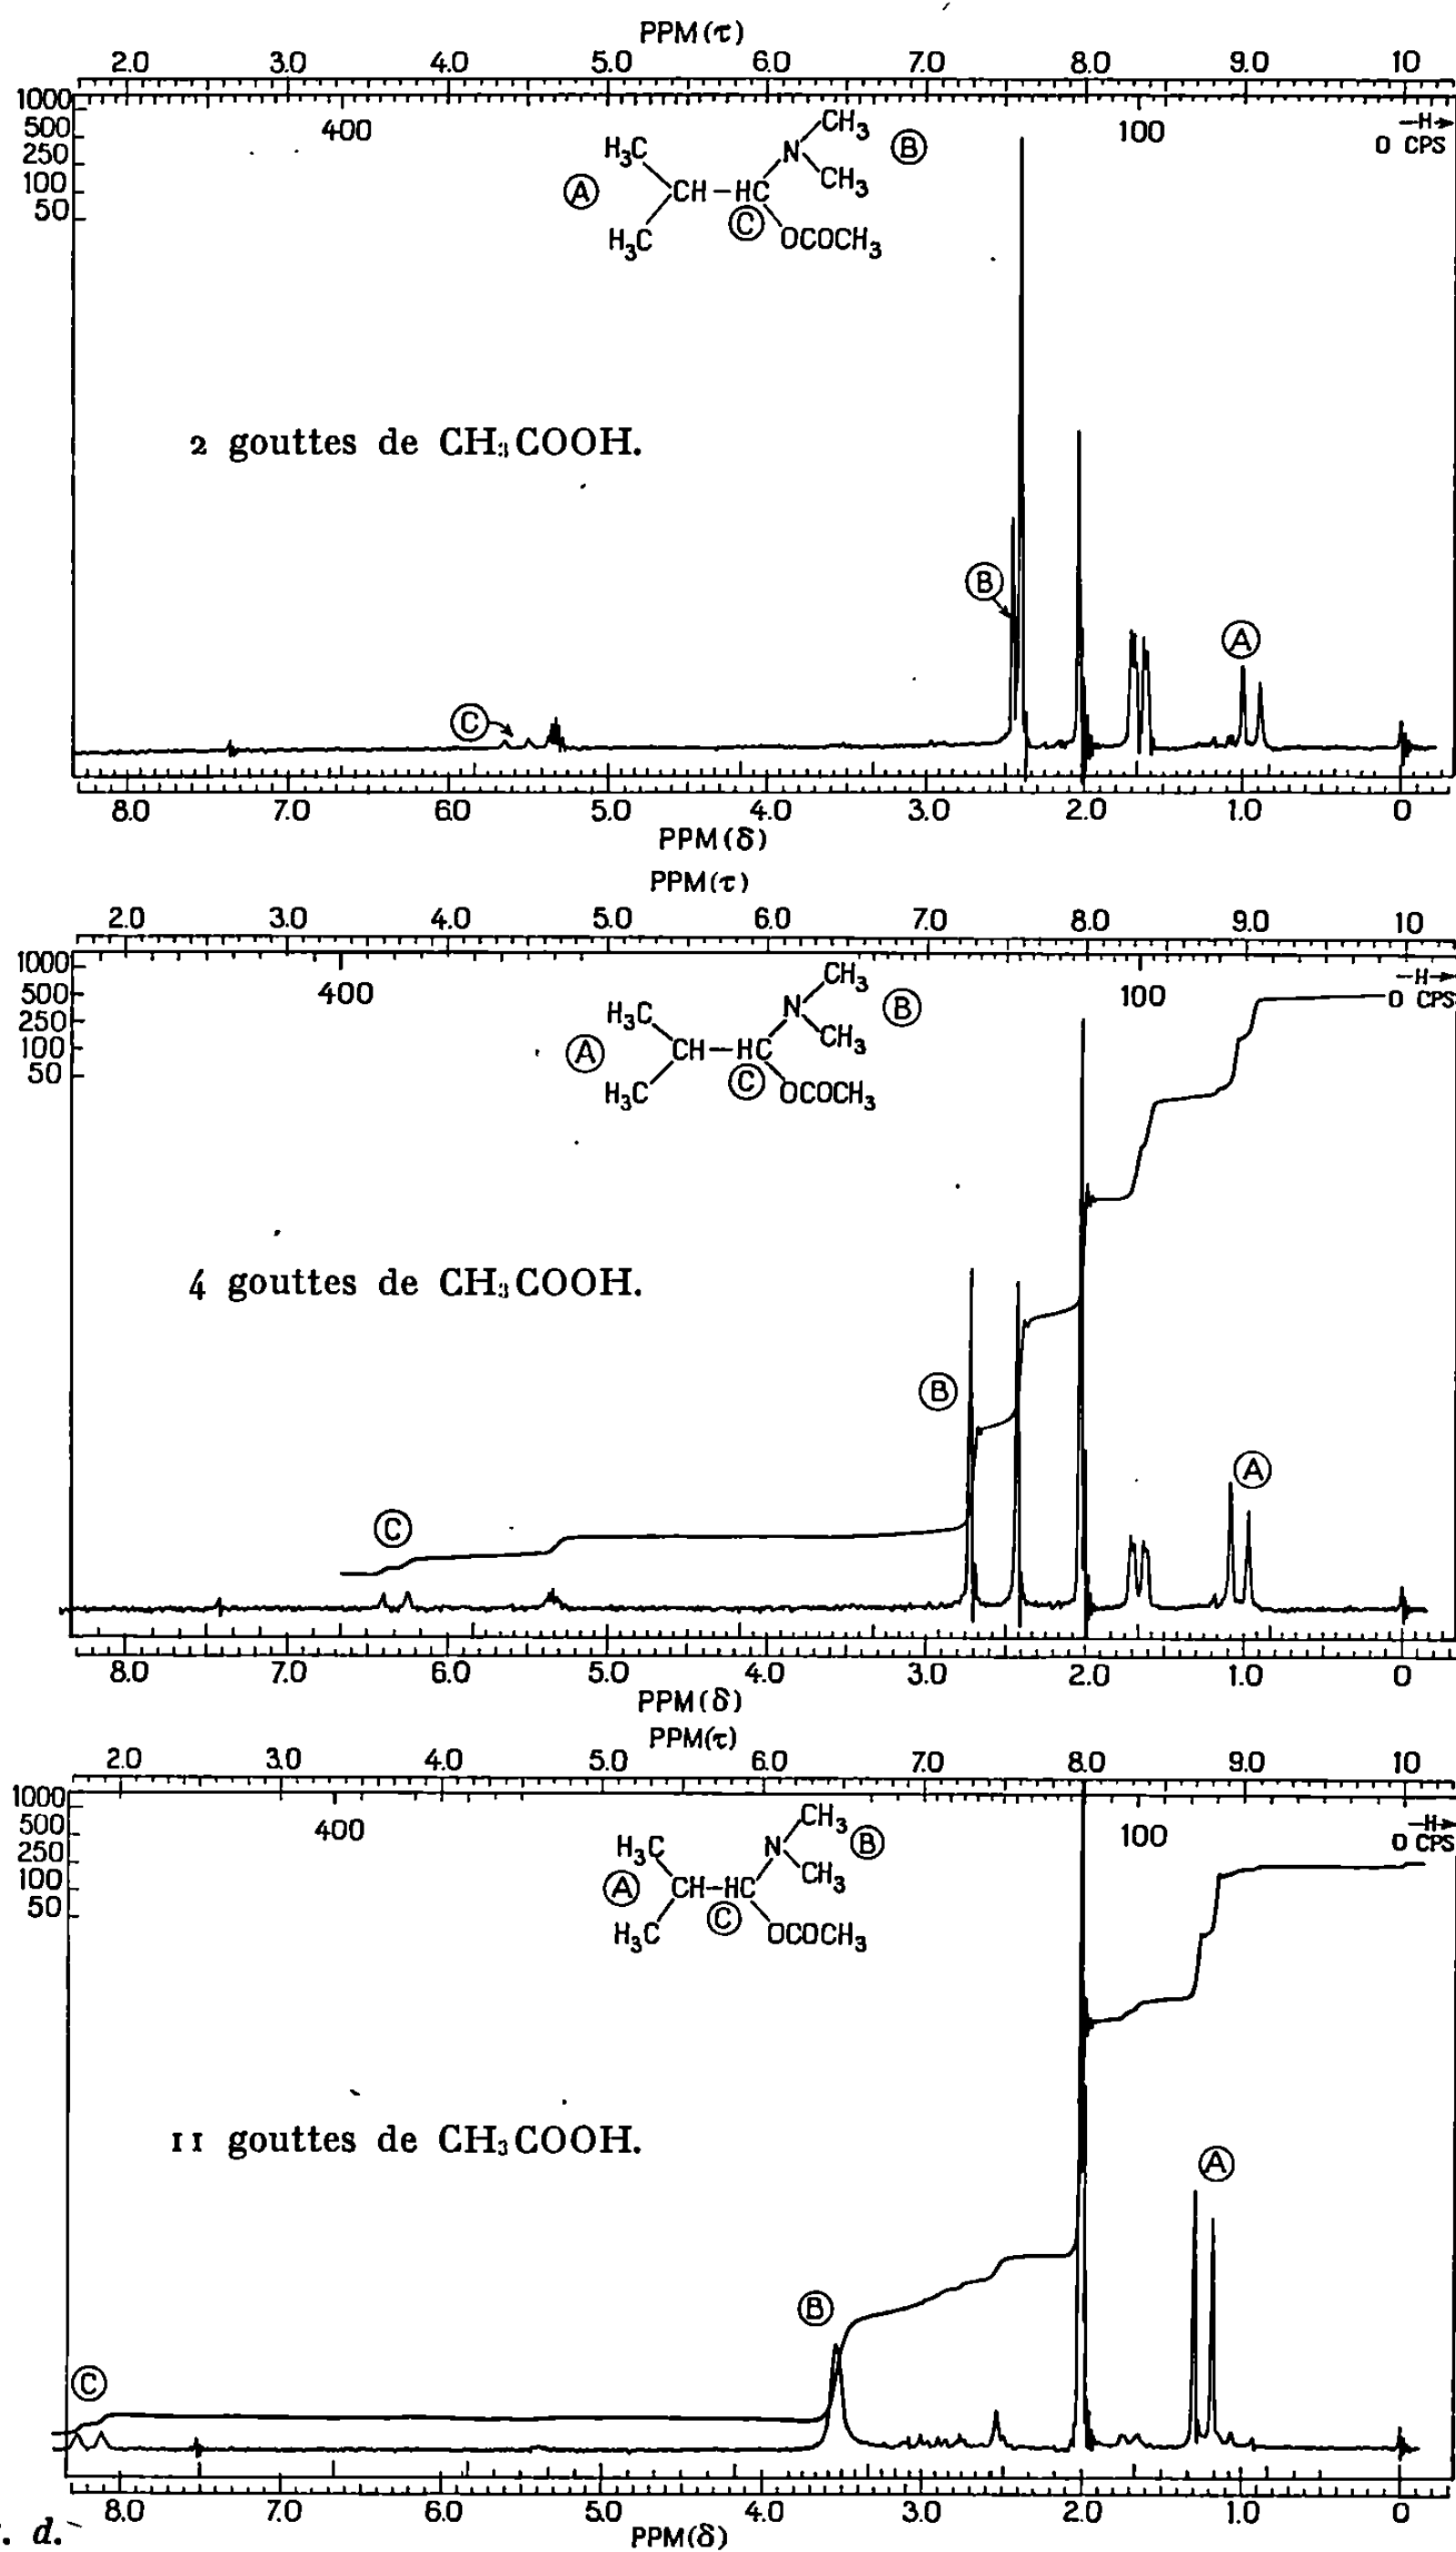 PPM(τ)
2.0 3.0 4.0 5.0 6.0 7.0 8.0 9.0 10
1000
500
250
100
50
400
100
—H→
0 CPS
H₃C
H₃C
CH — HC
N
CH₃
CH₃
OCOCH₃
Ⓐ
Ⓑ
Ⓒ
2 gouttes de CH₃COOH.
Ⓑ
Ⓐ
Ⓒ
8.0 7.0 6.0 5.0 4.0 3.0 2.0 1.0 0
PPM(δ)
PPM(τ)
2.0 3.0 4.0 5.0 6.0 7.0 8.0 9.0 10
1000
500
250
100
50
400
100
—H→
0 CPS
H₃C
H₃C
CH — HC
N
CH₃
CH₃
OCOCH₃
Ⓐ
Ⓑ
Ⓒ
4 gouttes de CH₃COOH.
Ⓑ
Ⓐ
Ⓒ
8.0 7.0 6.0 5.0 4.0 3.0 2.0 1.0 0
PPM(δ)
PPM(τ)
2.0 3.0 4.0 5.0 6.0 7.0 8.0 9.0 10
1000
500
250
100
50
400
100
—H→
0 CPS
H₃C
H₃C
CH — HC
N
CH₃
CH₃
OCOCH₃
Ⓐ
Ⓑ
Ⓒ
11 gouttes de CH₃COOH.
Ⓐ
Ⓑ
Ⓒ
8.0 7.0 6.0 5.0 4.0 3.0 2.0 1.0 0
PPM(δ)
. d.